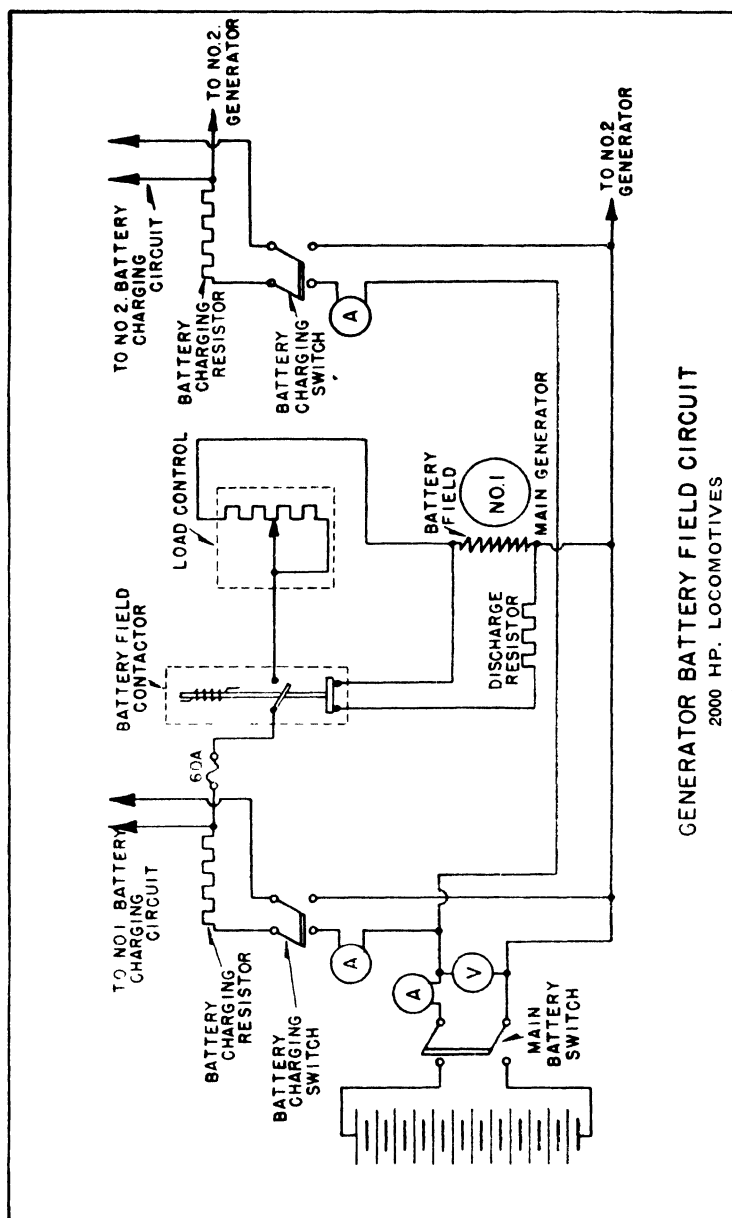 TO NO.1 BATTERY
CHARGING
CIRCUIT
BATTERY
CHARGING
RESISTOR
BATTERY
CHARGING
SWITCH
A
A
V
MAIN
BATTERY
SWITCH
60A
BATTERY FIELD
CONTACTOR
LOAD CONTROL
DISCHARGE
RESISTOR
BATTERY
FIELD
NO.1
MAIN GENERATOR
TO NO.2. BATTERY
CHARGING
CIRCUIT
BATTERY
CHARGING
RESISTOR
BATTERY
CHARGING
SWITCH
A
TO NO.2.
GENERATOR
TO NO.2
GENERATOR
GENERATOR BATTERY FIELD CIRCUIT
2000 HP. LOCOMOTIVES